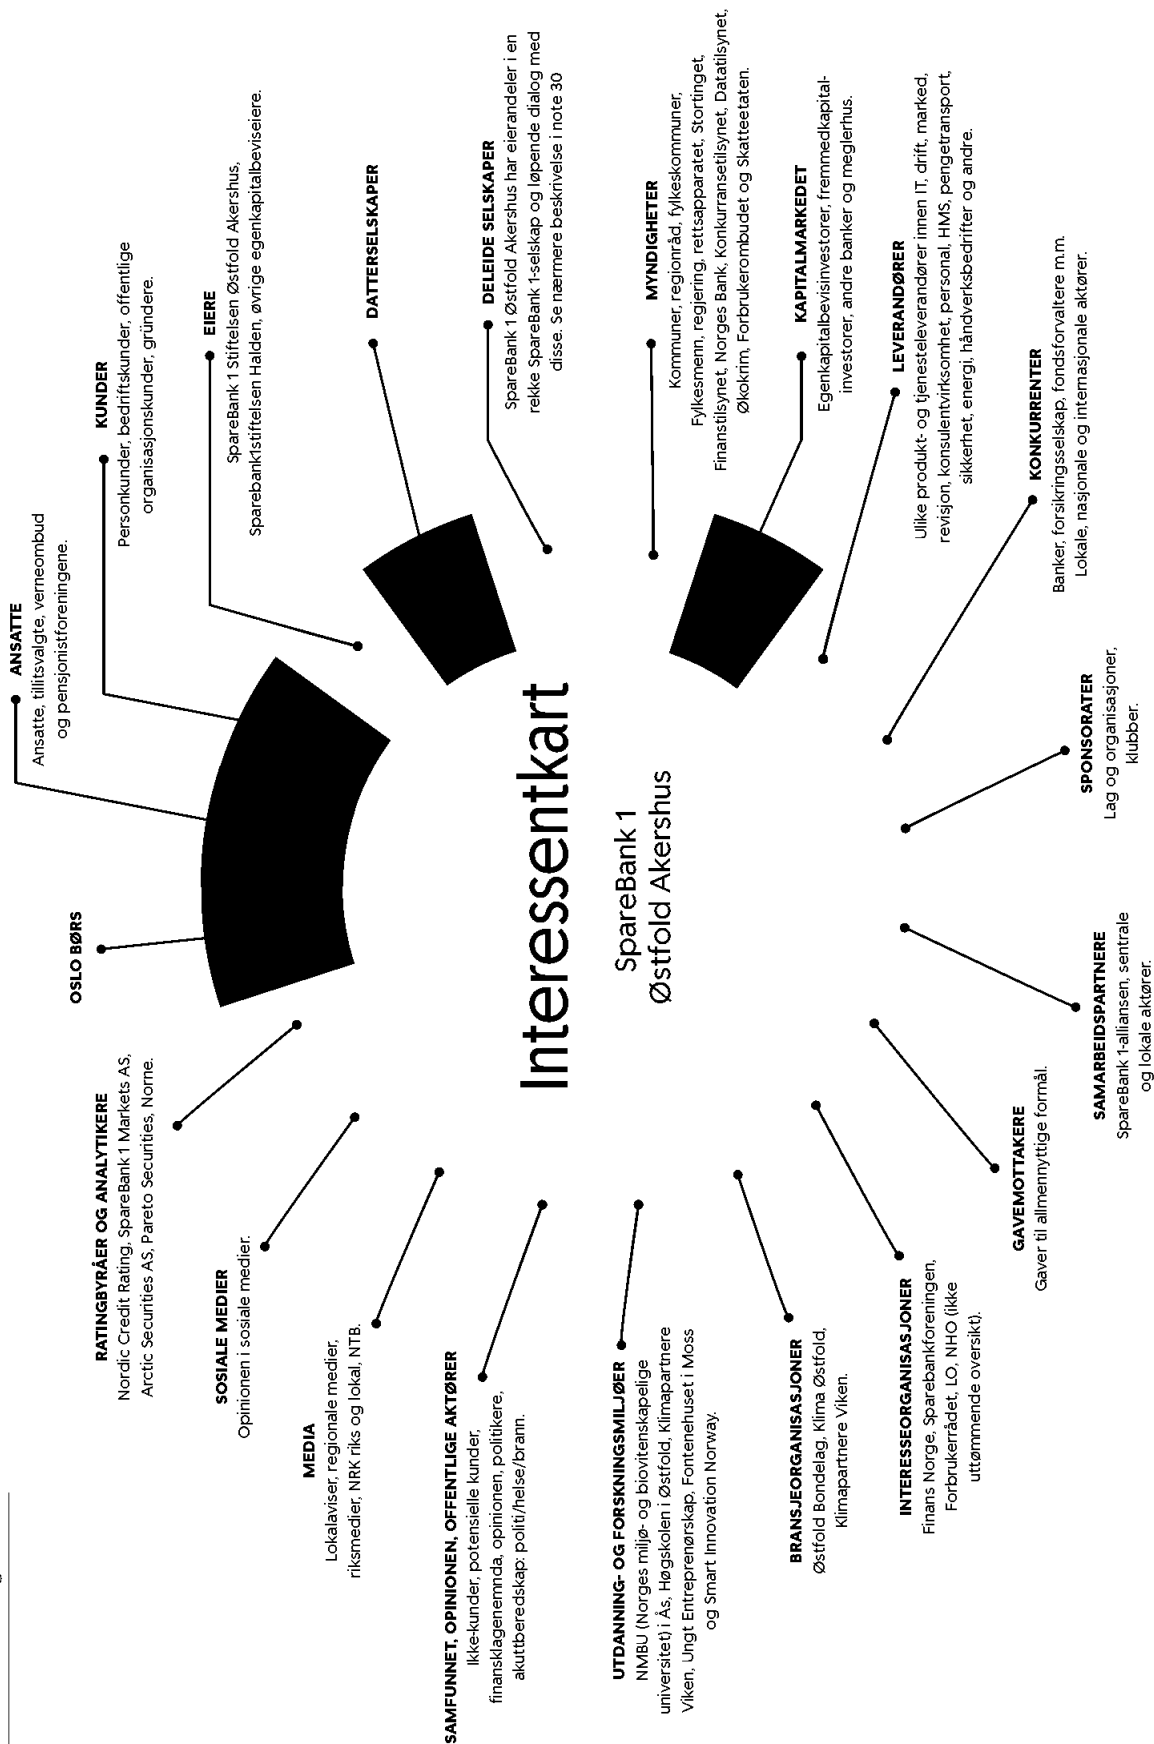 Interessentkart
SpareBank 1
Østfold Akershus
OSLO BØRS
ANSATTE
Ansatte, tillitsvalgte, verneombud
og pensjonistforeningene.
KUNDER
Personkunder, bedriftskunder, offentlige
organisasjonskunder, gründere.
EIERE
SpareBank 1 Stiftelsen Østfold Akershus,
Sparebank1stiftelsen Halden, øvrige egenkapitalbeviseiere.
DATTERSELSKAPER
DELEIDE SELSKAPER
SpareBank 1 Østfold Akershus har eierandeler i en
rekke SpareBank 1-selskap og løpende dialog med
disse. Se nærmere beskrivelse i note 30
MYNDIGHETER
Kommuner, regionråd, fylkeskommuner,
Fylkesmenn, regjering, rettsapparatet, Stortinget,
Finanstilsynet, Norges Bank, Konkurransetilsynet, Datatilsynet,
Økokrim, Forbrukerombudet og Skatteetaten.
KAPITALMARKEDET
Egenkapitalbevisinvestorer, fremmedkapital-
investorer, andre banker og meglerhus.
LEVERANDØRER
Ulike produkt- og tjenesteleverandører innen IT, drift, marked,
revisjon, konsulentvirksomhet, personal, HMS, pengetransport,
sikkerhet, energi, håndverksbedrifter og andre.
KONKURRENTER
Banker, forsikringsselskap, fondsforvaltere m.m.
Lokale, nasjonale og internasjonale aktører.
SPONSORATER
Lag og organisasjoner,
klubber.
SAMARBEIDSPARTNERE
SpareBank 1-alliansen, sentrale
og lokale aktører.
GAVEMOTTAKERE
Gaver til allmennyttige formål.
INTERESSEORGANISASJONER
Finans Norge, Sparebankforeningen,
Forbrukerrådet, LO, NHO (ikke
uttømmende oversikt).
BRANSJEORGANISASJONER
Østfold Bondelag, Klima Østfold,
Klimapartnere Viken.
UTDANNING- OG FORSKNINGSMILJØER
NMBU (Norges miljø- og biovitenskapelige
universitet) i Ås, Høgskolen i Østfold, Klimapartnere
Viken, Ungt Entreprenørskap, Fontenehuset i Moss
og Smart Innovation Norway.
SAMFUNNET, OPINIONEN, OFFENTLIGE AKTØRER
Ikke-kunder, potensielle kunder,
finansklagenemnda, opinionen, politikere,
akuttberedskap: politi/helse/brann.
MEDIA
Lokalaviser, regionale medier,
riksmedier, NRK riks og lokal, NTB.
SOSIALE MEDIER
Opinionen i sosiale medier.
RATINGBYRÅER OG ANALYTIKERE
Nordic Credit Rating, SpareBank 1 Markets AS,
Arctic Securities AS, Pareto Securities, Norne.